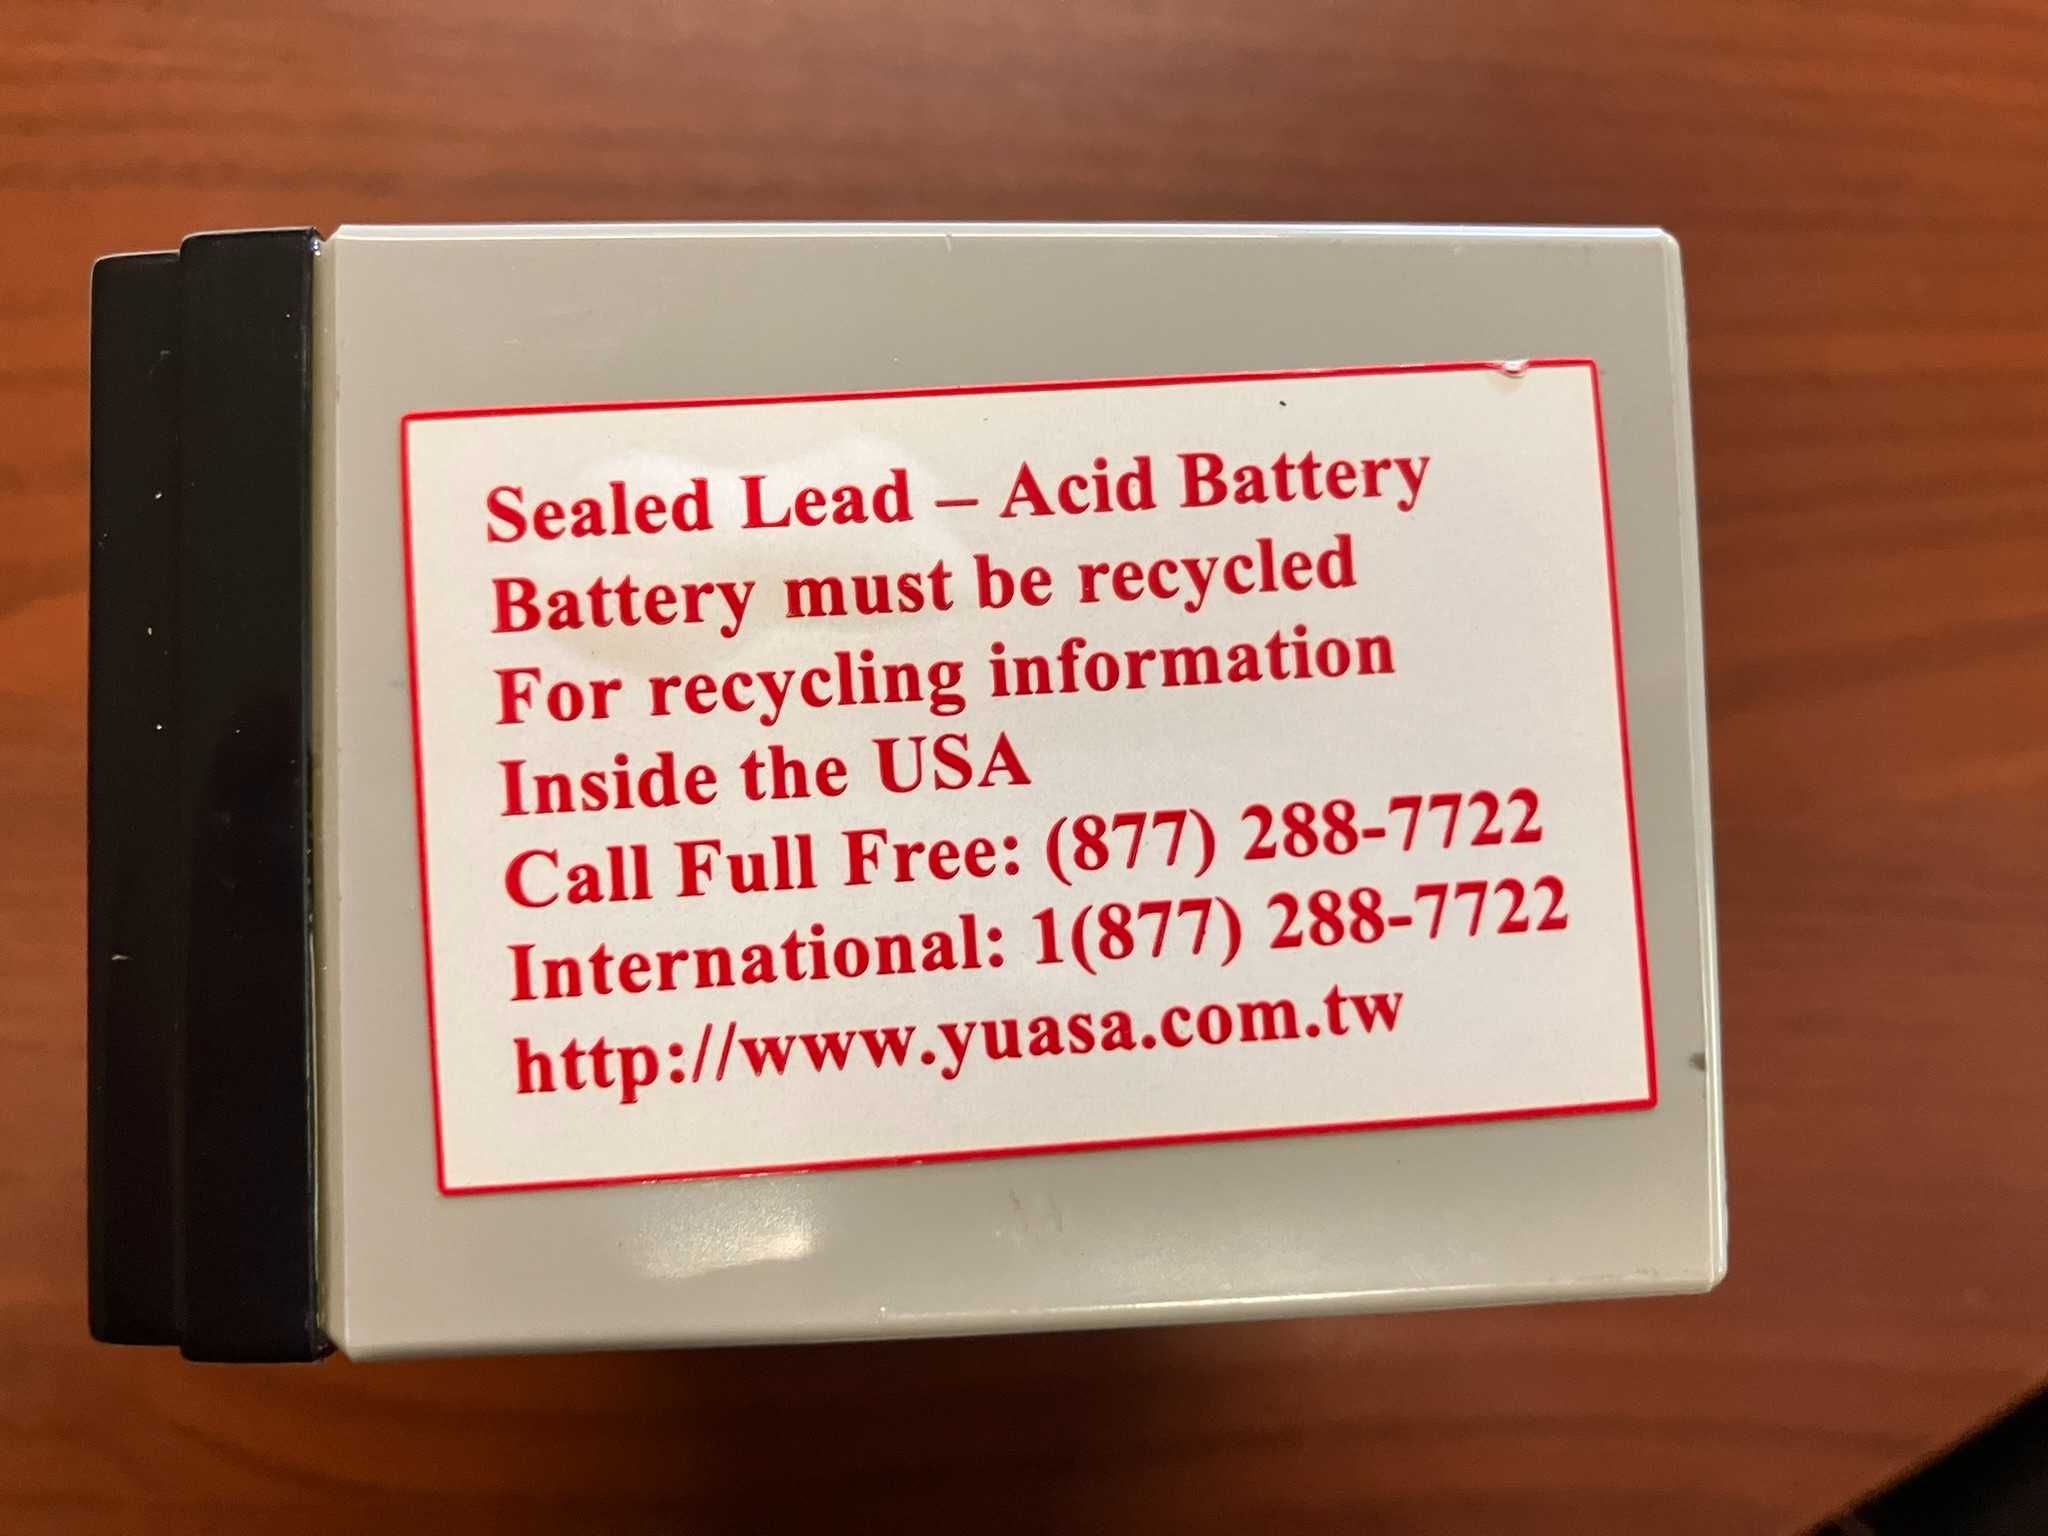 Sealed Lead – Acid Battery
Battery must be recycled
For recycling information
Inside the USA
Call Full Free: (877) 288-7722
International: 1(877) 288-7722
http://www.yuasa.com.tw